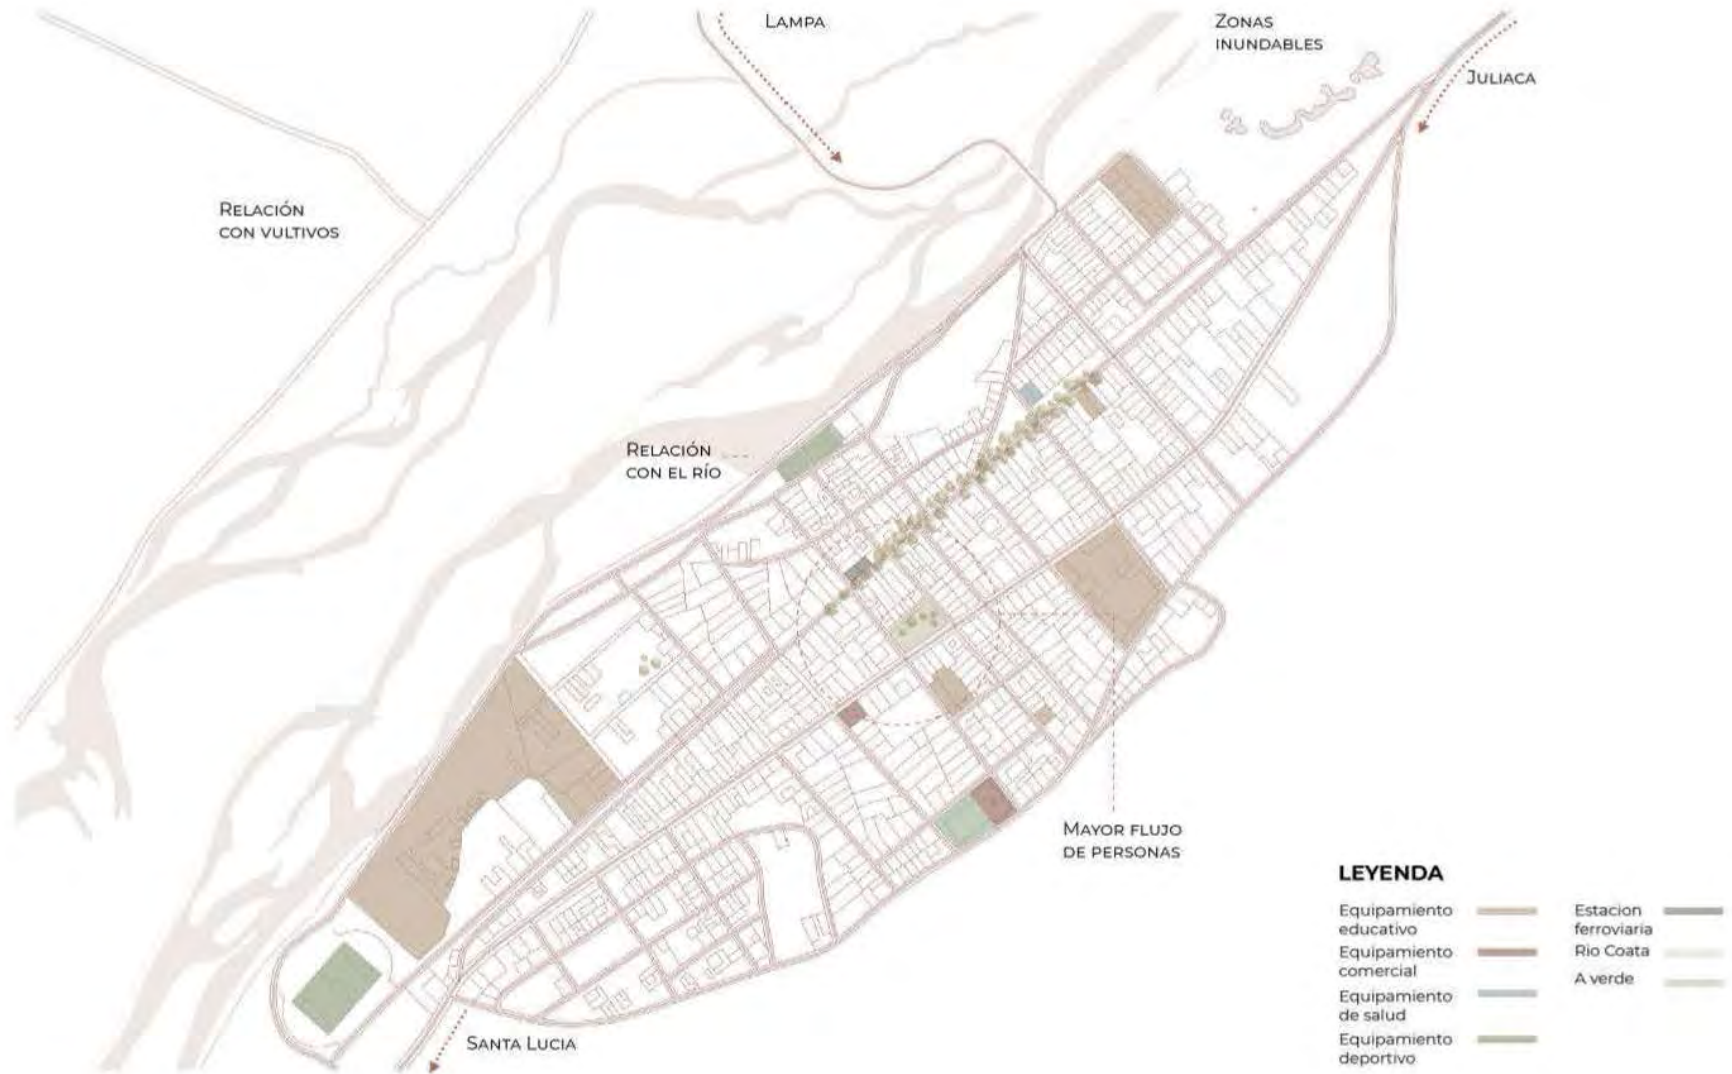 LAMPA
ZONAS
INUNDABLES
JULIACA
RELACIÓN
CON VULTIVOS
RELACIÓN
CON EL RÍO
MAYOR FLUJO
DE PERSONAS
SANTA LUCIA
LEYENDA
Equipamiento
educativo
Equipamiento
comercial
Equipamiento
de salud
Equipamiento
deportivo
Estacion
ferroviaria
Rio Coata
A verde